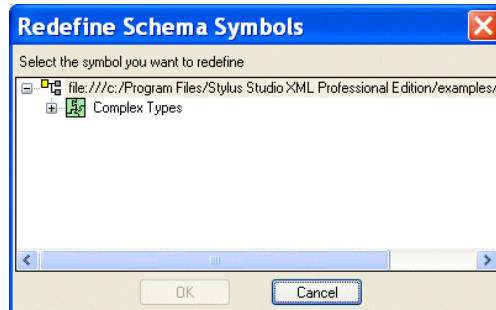 Redefine Schema Symbols
Select the symbol you want to redefine
file:///c:/Program Files/Stylus Studio XML Professional Edition/examples/
Complex Types
OK
Cancel